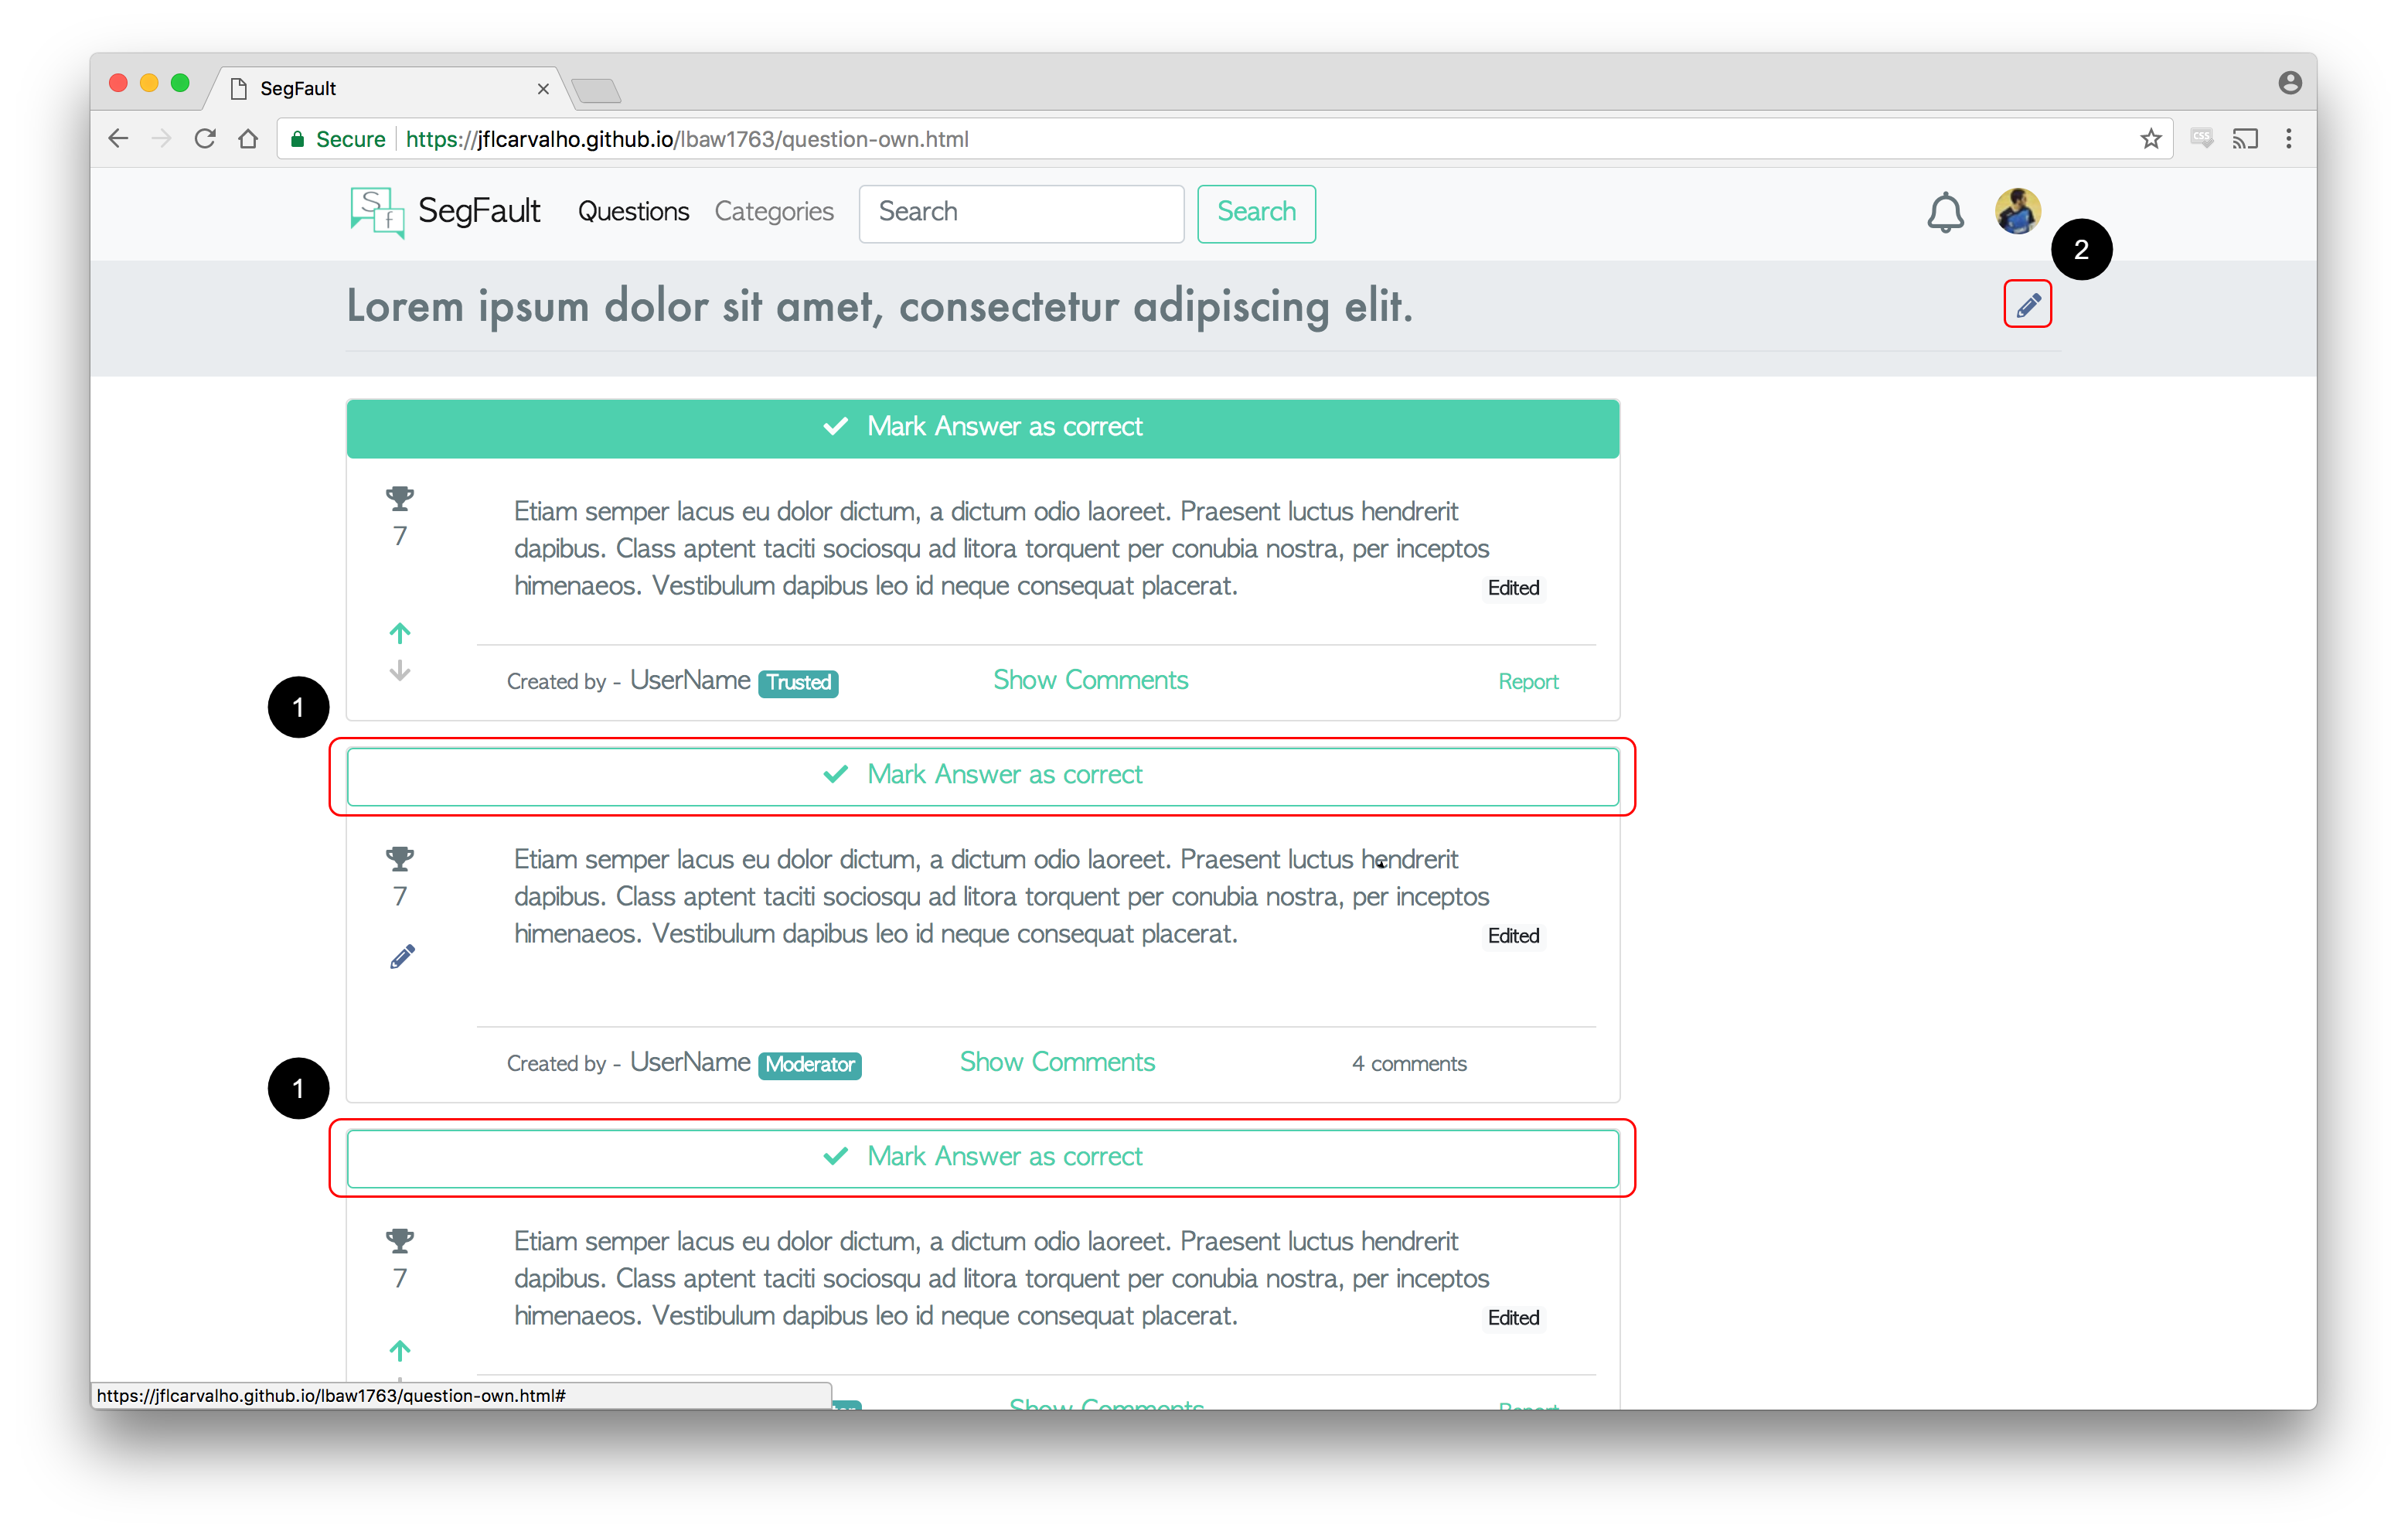 SegFault
Secure https://jflcarvalho.github.io/lbaw1763/question-own.html
CSS
S f SegFault Questions Categories Search Search
2
Lorem ipsum dolor sit amet, consectetur adipiscing elit.
Mark Answer as correct
7
Etiam semper lacus eu dolor dictum, a dictum odio laoreet. Praesent luctus hendrerit
dapibus. Class aptent taciti sociosqu ad litora torquent per conubia nostra, per inceptos
himenaeos. Vestibulum dapibus leo id neque consequat placerat.
Edited
Created by - UserName Trusted Show Comments Report
1
Mark Answer as correct
7
Etiam semper lacus eu dolor dictum, a dictum odio laoreet. Praesent luctus hendrerit
dapibus. Class aptent taciti sociosqu ad litora torquent per conubia nostra, per inceptos
himenaeos. Vestibulum dapibus leo id neque consequat placerat.
Edited
Created by - UserName Moderator Show Comments 4 comments
1
Mark Answer as correct
7
Etiam semper lacus eu dolor dictum, a dictum odio laoreet. Praesent luctus hendrerit
dapibus. Class aptent taciti sociosqu ad litora torquent per conubia nostra, per inceptos
himenaeos. Vestibulum dapibus leo id neque consequat placerat.
Edited
Show Comments Report
https://jflcarvalho.github.io/lbaw1763/question-own.html#